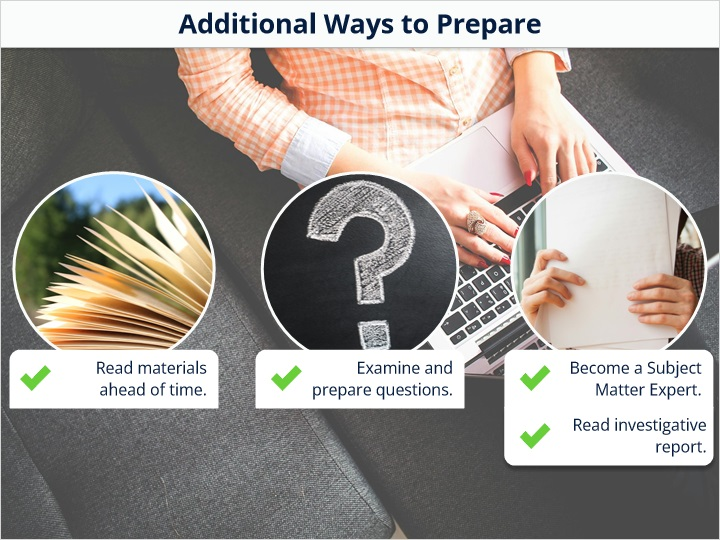 Additional Ways to Prepare
Read materials
ahead of time.
Examine and
prepare questions.
Become a Subject
Matter Expert.
Read investigative
report.